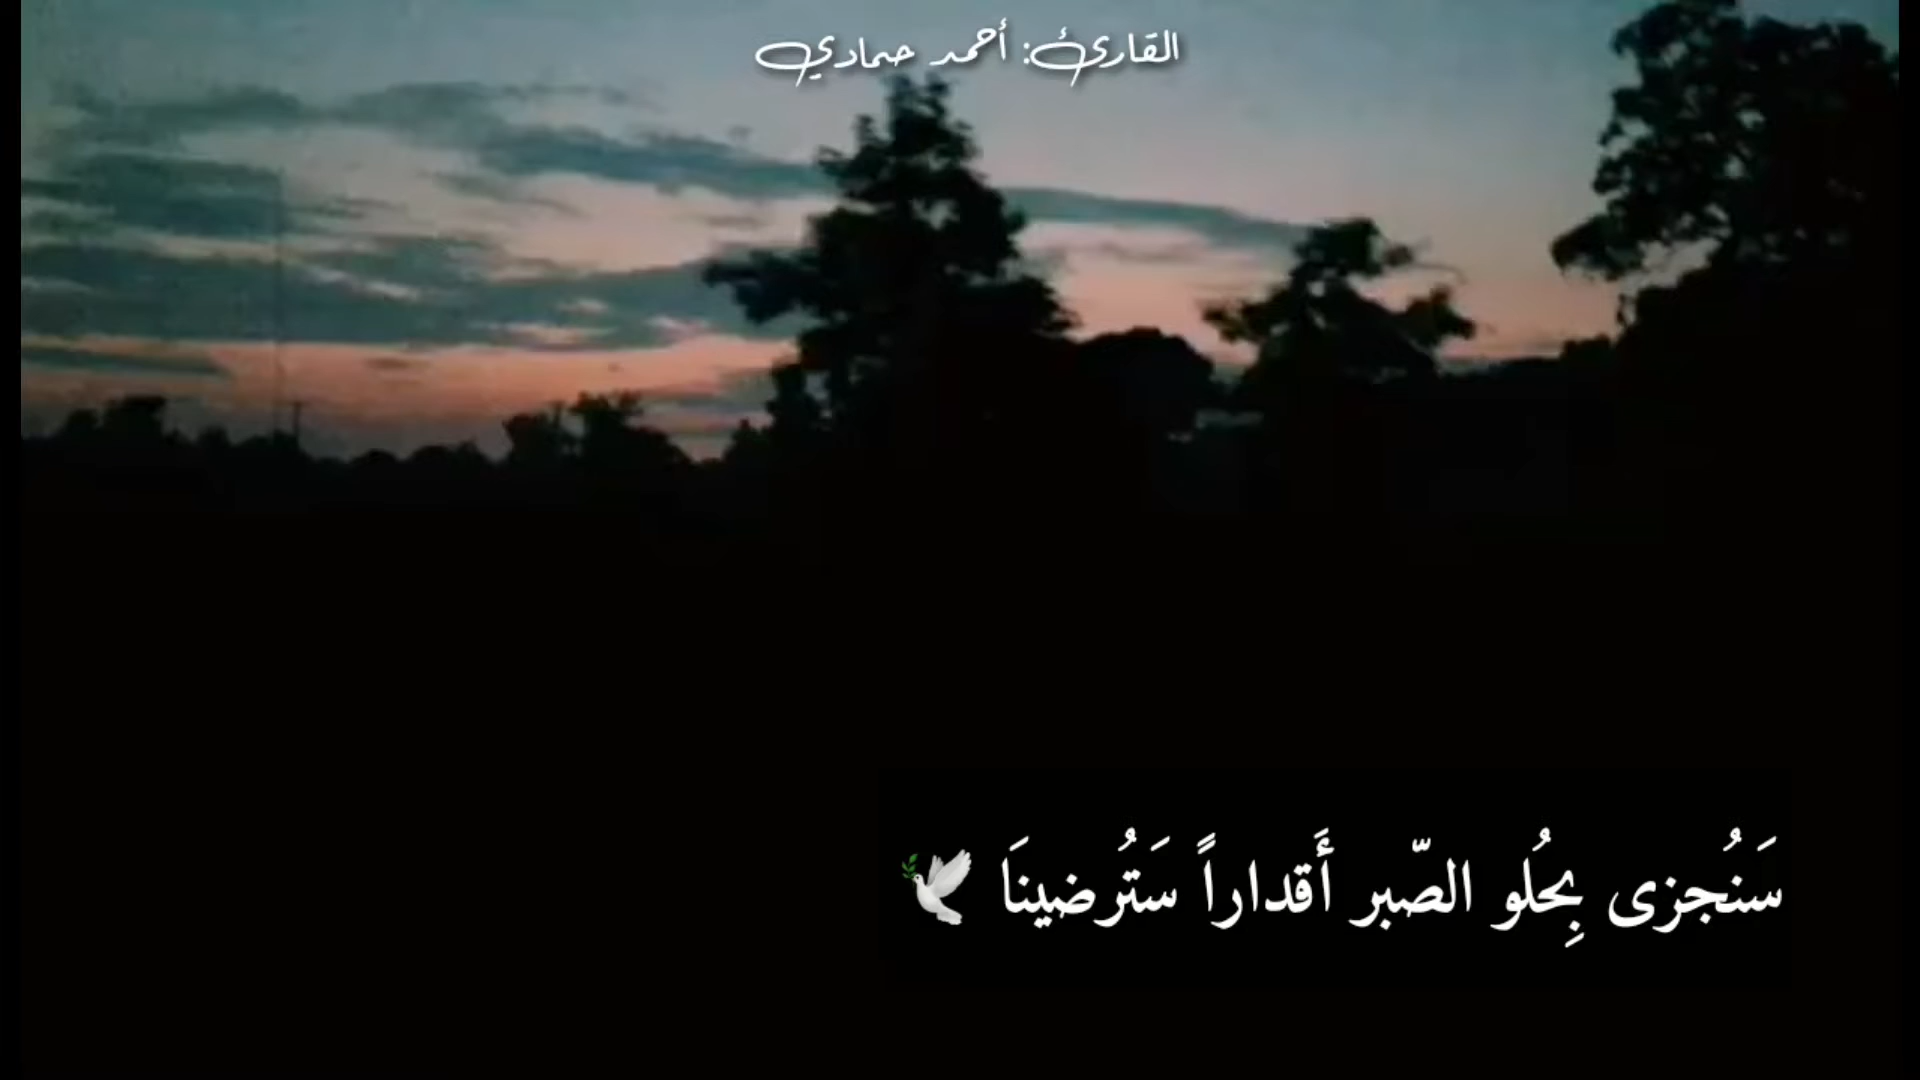 القارئ: أحمد حمادي
سَنُجزى بِحُلو الصّبر أَقداراً سَتُرضينَا 🕊️